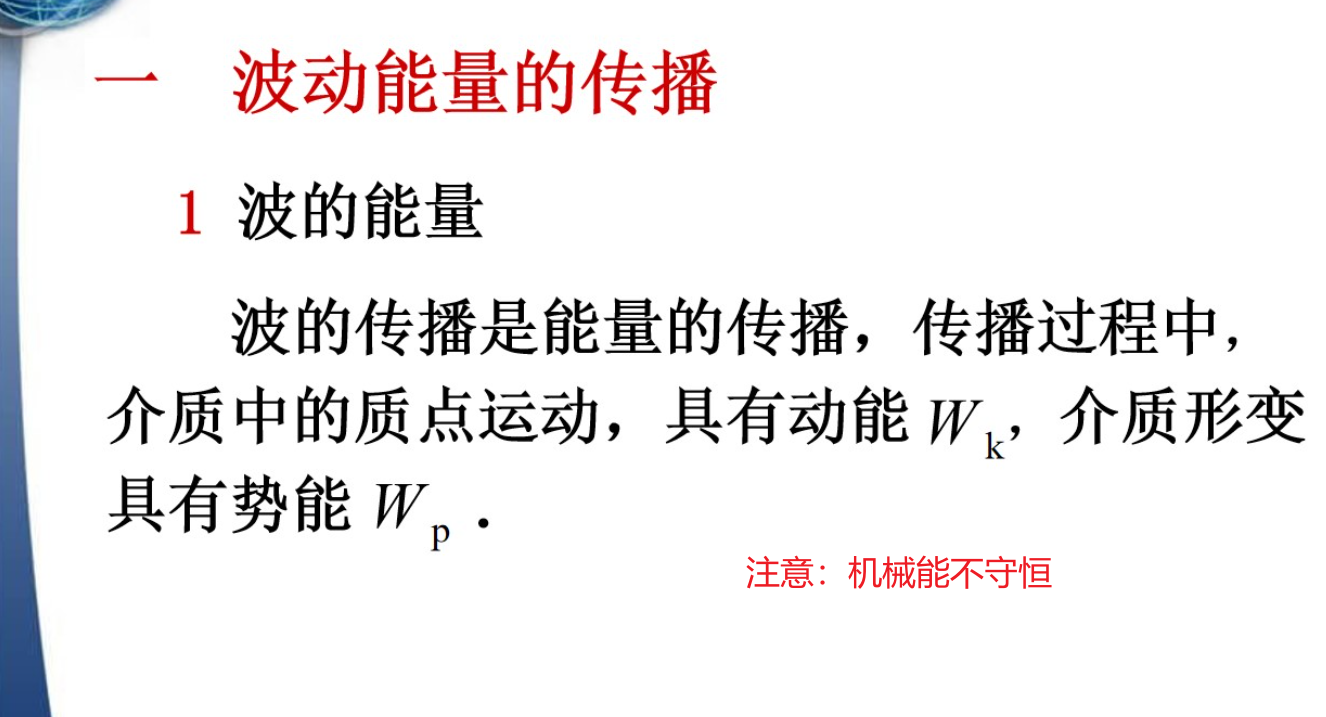 一 波动能量的传播
1 波的能量
波的传播是能量的传播，传播过程中，
介质中的质点运动，具有动能 Wk，介质形变
具有势能 Wp．
注意：机械能不守恒